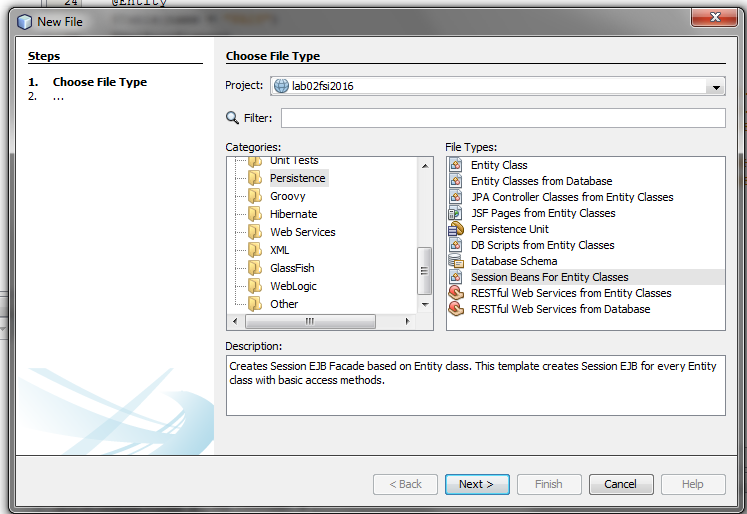 24 @Entity
New File
Steps
1. Choose File Type
2. ...
Choose File Type
Project: lab02fsi2016
Filter:
Categories:
Unit Tests
Persistence
Groovy
Hibernate
Web Services
XML
GlassFish
WebLogic
Other
File Types:
Entity Class
Entity Classes from Database
JPA Controller Classes from Entity Classes
JSF Pages from Entity Classes
Persistence Unit
DB Scripts from Entity Classes
Database Schema
Session Beans For Entity Classes
RESTful Web Services from Entity Classes
RESTful Web Services from Database
Description:
Creates Session EJB Facade based on Entity class. This template creates Session EJB for every Entity
class with basic access methods.
< Back
Next >
Finish
Cancel
Help